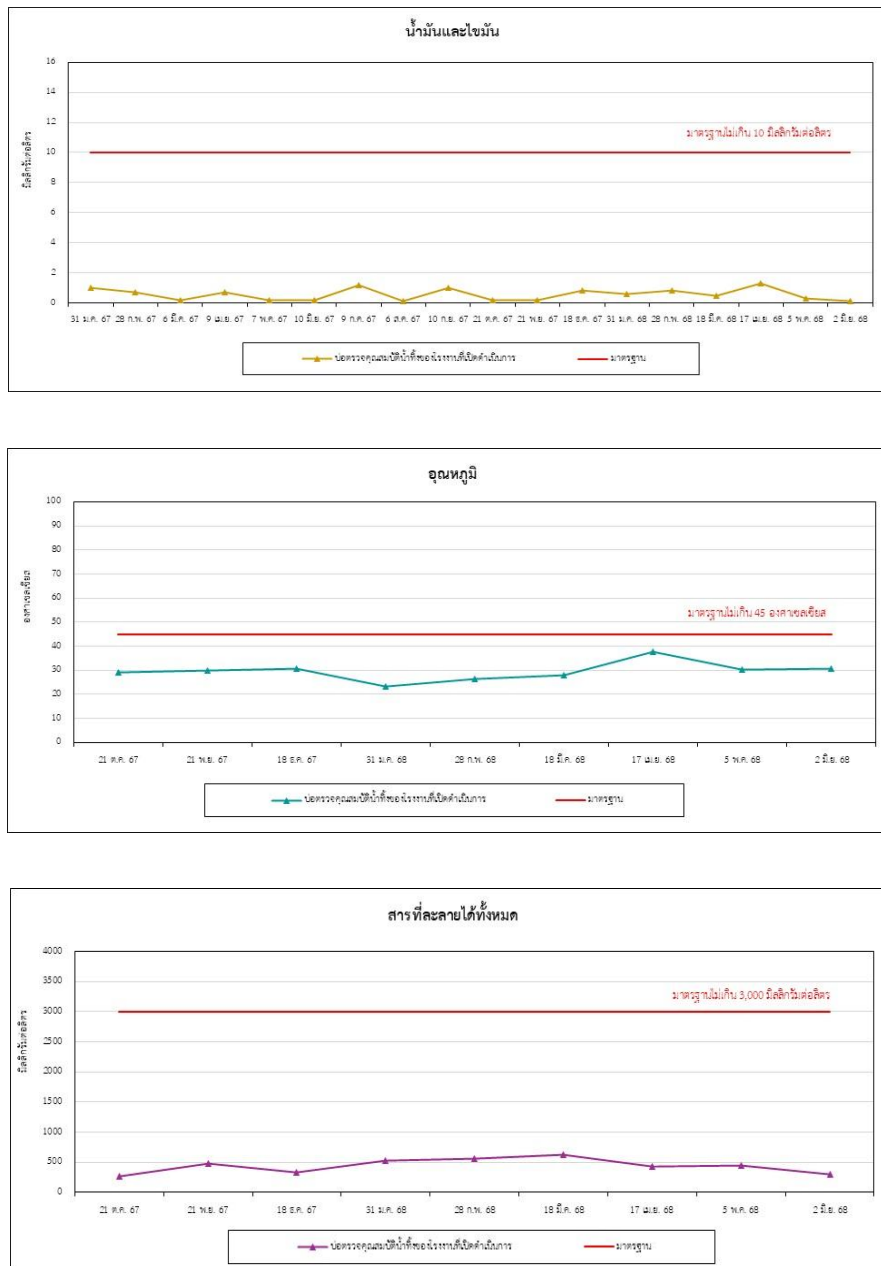 น้ำมันและไขมัน
มิลลิกรัมต่อลิตร
16
14
12
10
8
6
4
2
0
มาตรฐานไม่เกิน 10 มิลลิกรัมต่อลิตร
31 ม.ค. 67 28 ก.พ. 67 6 มี.ค. 67 9 เม.ย. 67 7 พ.ค. 67 10 มิ.ย. 67 9 ก.ค. 67 6 ส.ค. 67 10 ก.ย. 67 21 ต.ค. 67 21 พ.ย. 67 18 ธ.ค. 67 31 ม.ค. 68 28 ก.พ. 68 18 มี.ค. 68 17 เม.ย. 68 5 พ.ค. 68 2 มิ.ย. 68
บ่อตรวจคุณสมบัติน้ำทิ้งของโรงงานที่เปิดดำเนินการ มาตรฐาน
อุณหภูมิ
องศาเซลเซียส
100
90
80
70
60
50
40
30
20
10
0
มาตรฐานไม่เกิน 45 องศาเซลเซียส
21 ต.ค. 67 21 พ.ย. 67 18 ธ.ค. 67 31 ม.ค. 68 28 ก.พ. 68 18 มี.ค. 68 17 เม.ย. 68 5 พ.ค. 68 2 มิ.ย. 68
บ่อตรวจคุณสมบัติน้ำทิ้งของโรงงานที่เปิดดำเนินการ มาตรฐาน
สารที่ละลายได้ทั้งหมด
มิลลิกรัมต่อลิตร
4000
3500
3000
2500
2000
1500
1000
500
0
มาตรฐานไม่เกิน 3,000 มิลลิกรัมต่อลิตร
21 ต.ค. 67 21 พ.ย. 67 18 ธ.ค. 67 31 ม.ค. 68 28 ก.พ. 68 18 มี.ค. 68 17 เม.ย. 68 5 พ.ค. 68 2 มิ.ย. 68
บ่อตรวจคุณสมบัติน้ำทิ้งของโรงงานที่เปิดดำเนินการ มาตรฐาน